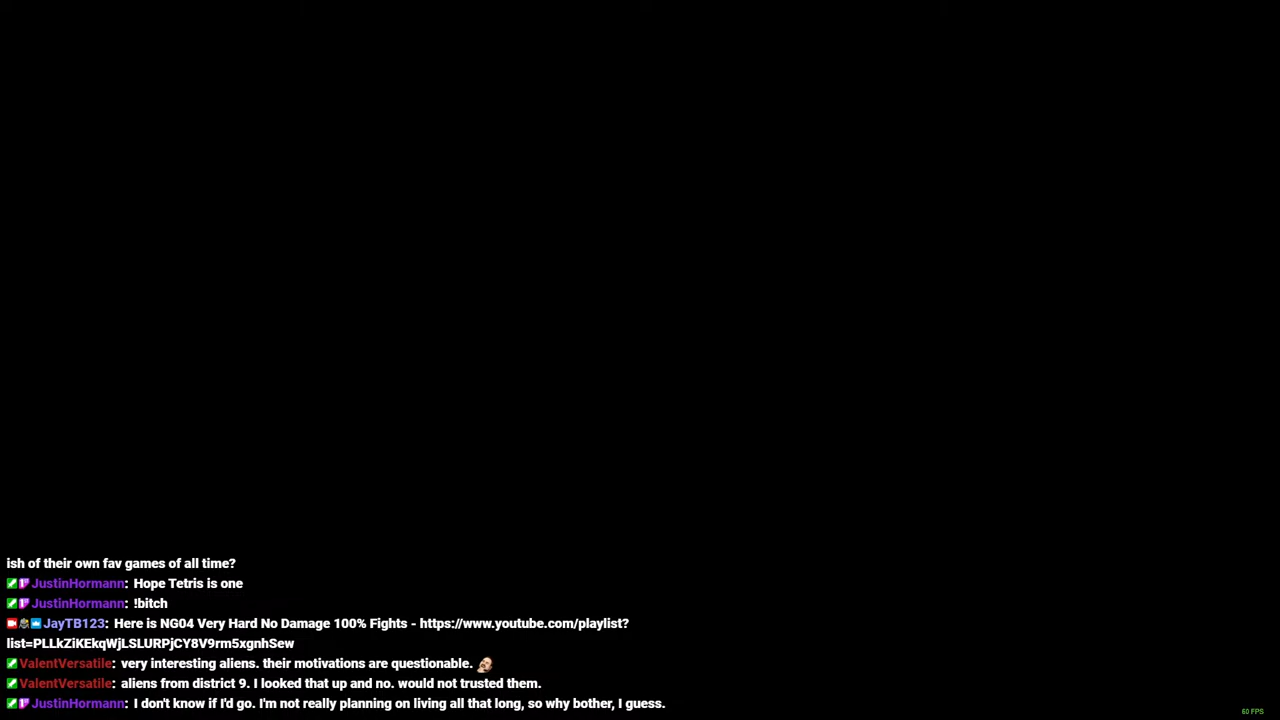 ish of their own fav games of all time?
JustinHormann: Hope Tetris is one
JustinHormann: !bitch
JayTB123: Here is NG04 Very Hard No Damage 100% Fights - https://www.youtube.com/playlist?
list=PLLkZiKEkqWjLSLURPjCY8V9rm5xgnhSew
ValentVersatile: very interesting aliens. their motivations are questionable.
ValentVersatile: aliens from district 9. I looked that up and no. would not trusted them.
JustinHormann: I don't know if I'd go. I'm not really planning on living all that long, so why bother, I guess.
60 FPS